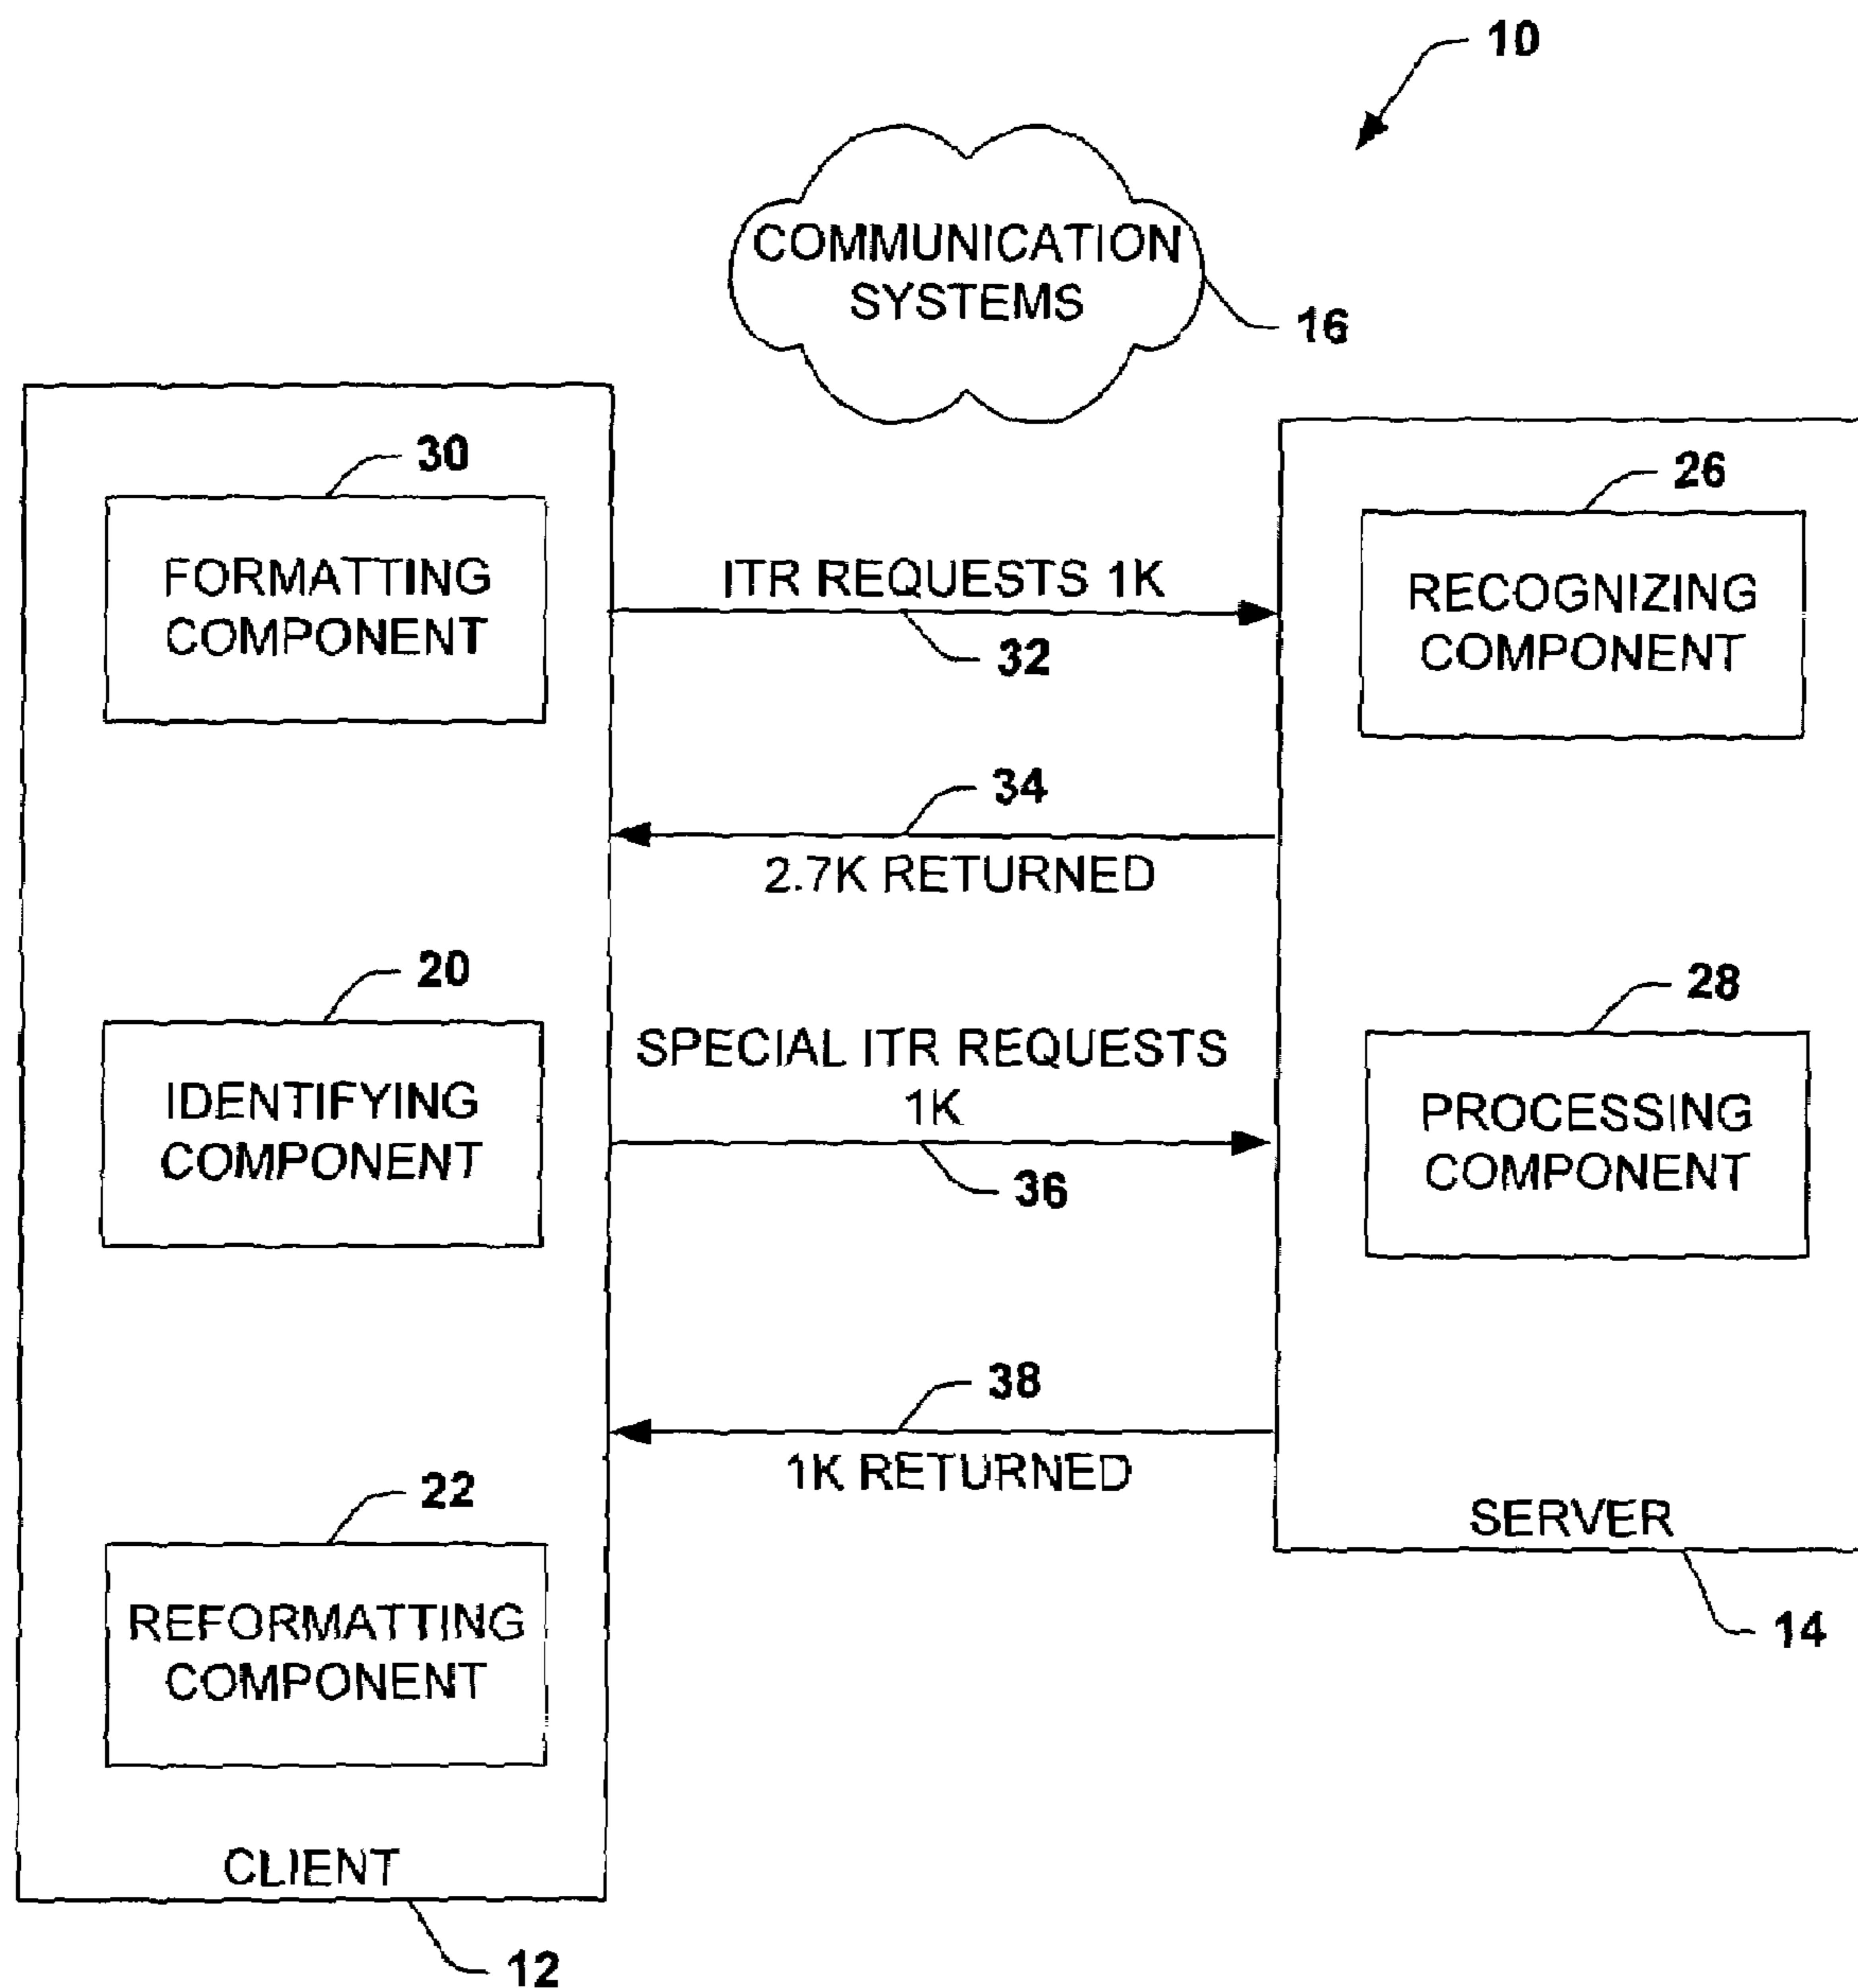 10
COMMUNICATION
SYSTEMS
16
30
FORMATTING
COMPONENT
ITR REQUESTS 1K
32
26
RECOGNIZING
COMPONENT
34
2.7K RETURNED
20
IDENTIFYING
COMPONENT
SPECIAL ITR REQUESTS
1K
36
28
PROCESSING
COMPONENT
38
1K RETURNED
22
REFORMATTING
COMPONENT
SERVER
14
CLIENT
12